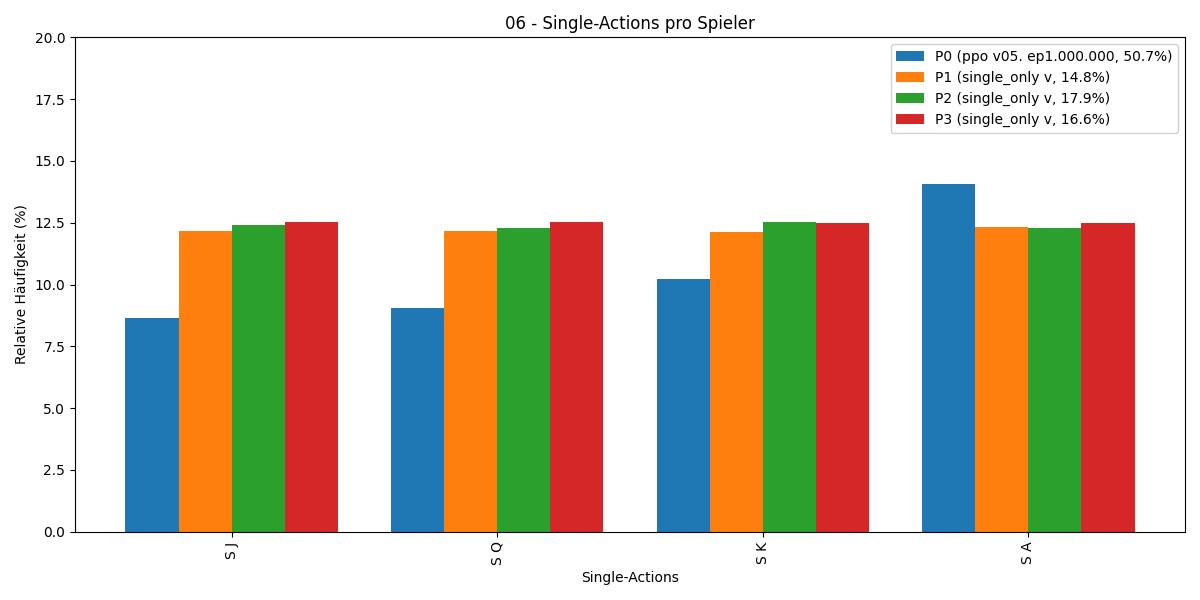 06 - Single-Actions pro Spieler
20.0
17.5
15.0
12.5
10.0
7.5
5.0
2.5
0.0
Relative Häufigkeit (%)
P0 (ppo v05. ep1.000.000, 50.7%)
P1 (single_only v, 14.8%)
P2 (single_only v, 17.9%)
P3 (single_only v, 16.6%)
S J
S Q
S K
S A
Single-Actions